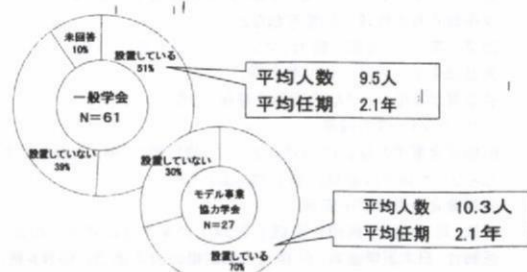 未回答
10%
設置している
51%
一般学会
N=61
設置していない
39%
平均人数 9.5人
平均任期 2.1年
設置していない
30%
モデル事業
協力学会
N=27
設置している
70%
平均人数 10.3人
平均任期 2.1年